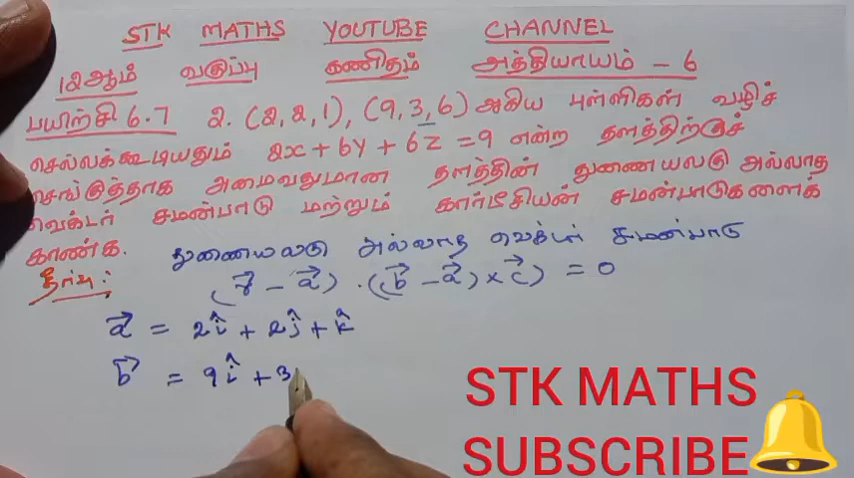 STK MATHS YOUTUBE CHANNEL
12ஆம் வகுப்பு கணிதம் அத்தியாயம் - 6
பயிற்சி 6.7 2. (2,2,1), (9,3,6) ஆகிய புள்ளிகள் வழிச்
செல்லக்கூடியதும் 2x+6y+6z=9 என்ற தளத்திற்குச்
செங்குத்தாக அமைவதுமான தளத்தின் துணையலகு அல்லாத
வெக்டர் சமன்பாடு மற்றும் கார்டீசியன் சமன்பாடுகளைக்
காண்க. துணையலகு அல்லாத வெக்டர் சமன்பாடு
தீர்வு:
(r⃗ - a⃗) . (b⃗ - a⃗) × c⃗) = 0
a⃗ = 2î + 2ĵ + k̂
b⃗ = 9î + 3
STK MATHS
SUBSCRIBE